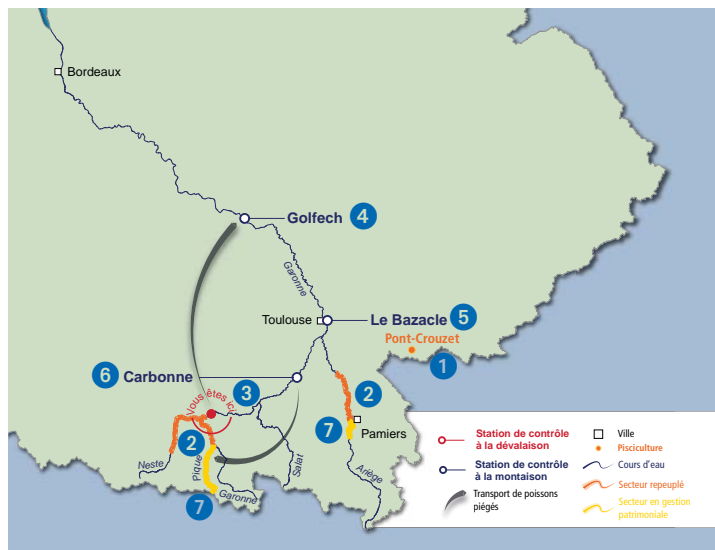 Bordeaux
Golfech 4
Garonne
Toulouse
Le Bazacle 5
Pont-Crouzet
1
6 Carbonne
3
Vous êtes ici
2
2
7
Pamiers
Neste
Pique
Garonne
Salat
Ariège
7
Station de contrôle
à la dévalaison
Station de contrôle
à la montaison
Transport de poissons
piégés
Ville
Pisciculture
Cours d'eau
Secteur repeuplé
Secteur en gestion
patrimoniale